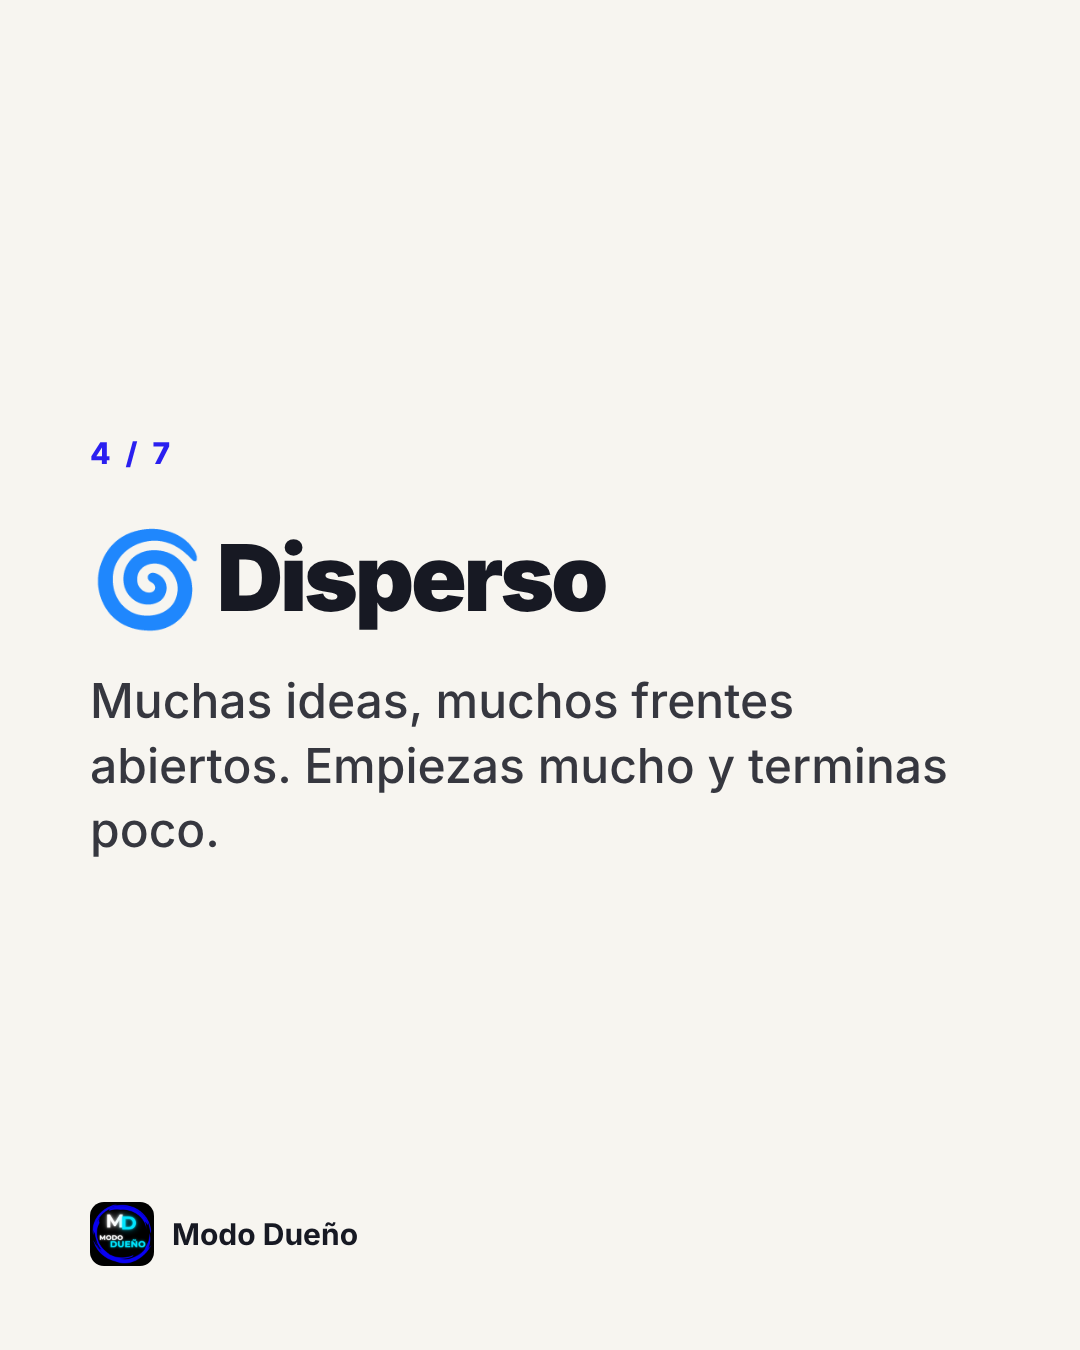 4 / 7
🌀 Disperso
Muchas ideas, muchos frentes
abiertos. Empiezas mucho y terminas
poco.
MD
MODO
DUEÑO
Modo Dueño